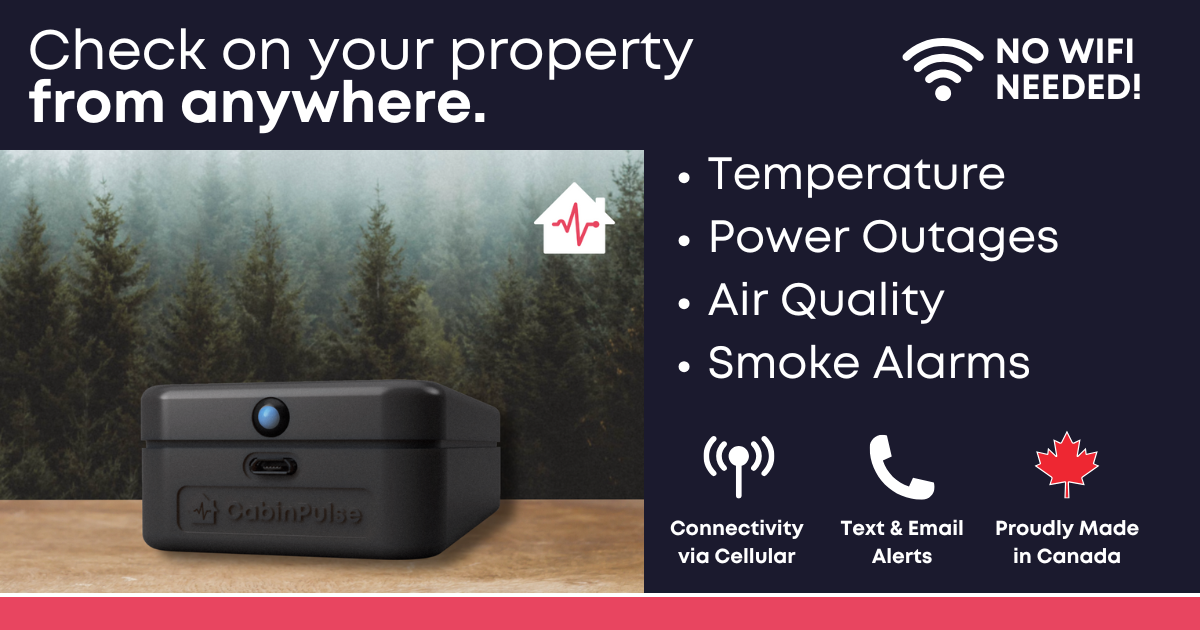 Check on your property
from anywhere.
NO WIFI
NEEDED!
• Temperature
• Power Outages
• Air Quality
• Smoke Alarms
CabinPulse
Connectivity
via Cellular
Text & Email
Alerts
Proudly Made
in Canada